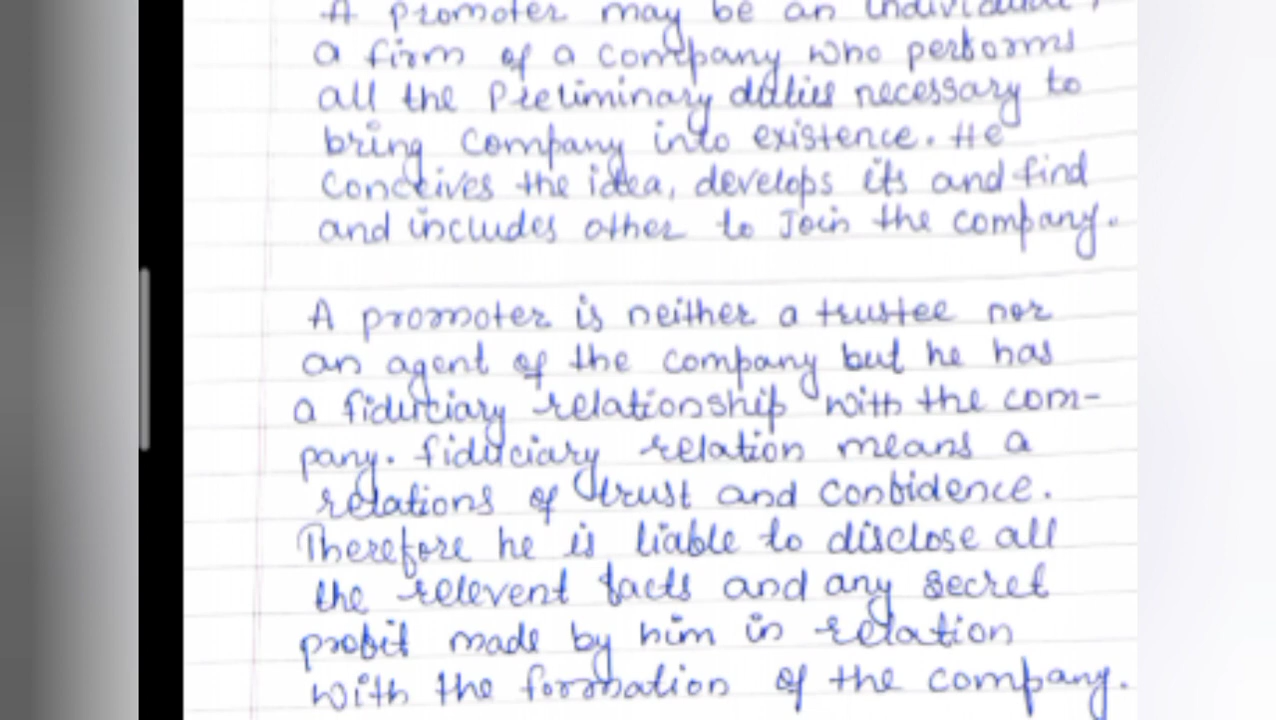 A promoter may be an individual,
a firm of a company who performs
all the Preliminary duties necessary to
bring Company into existence. He
Conceives the idea, develops its and find
and includes other to Join the company.
A promoter is neither a trustee nor
an agent of the company but he has
a fiduciary relationship with the com-
pany. fiduciary relation means a
relations of trust and confidence.
Therefore he is liable to disclose all
the relevent facts and any secret
profit made by him in relation
with the formation of the company.